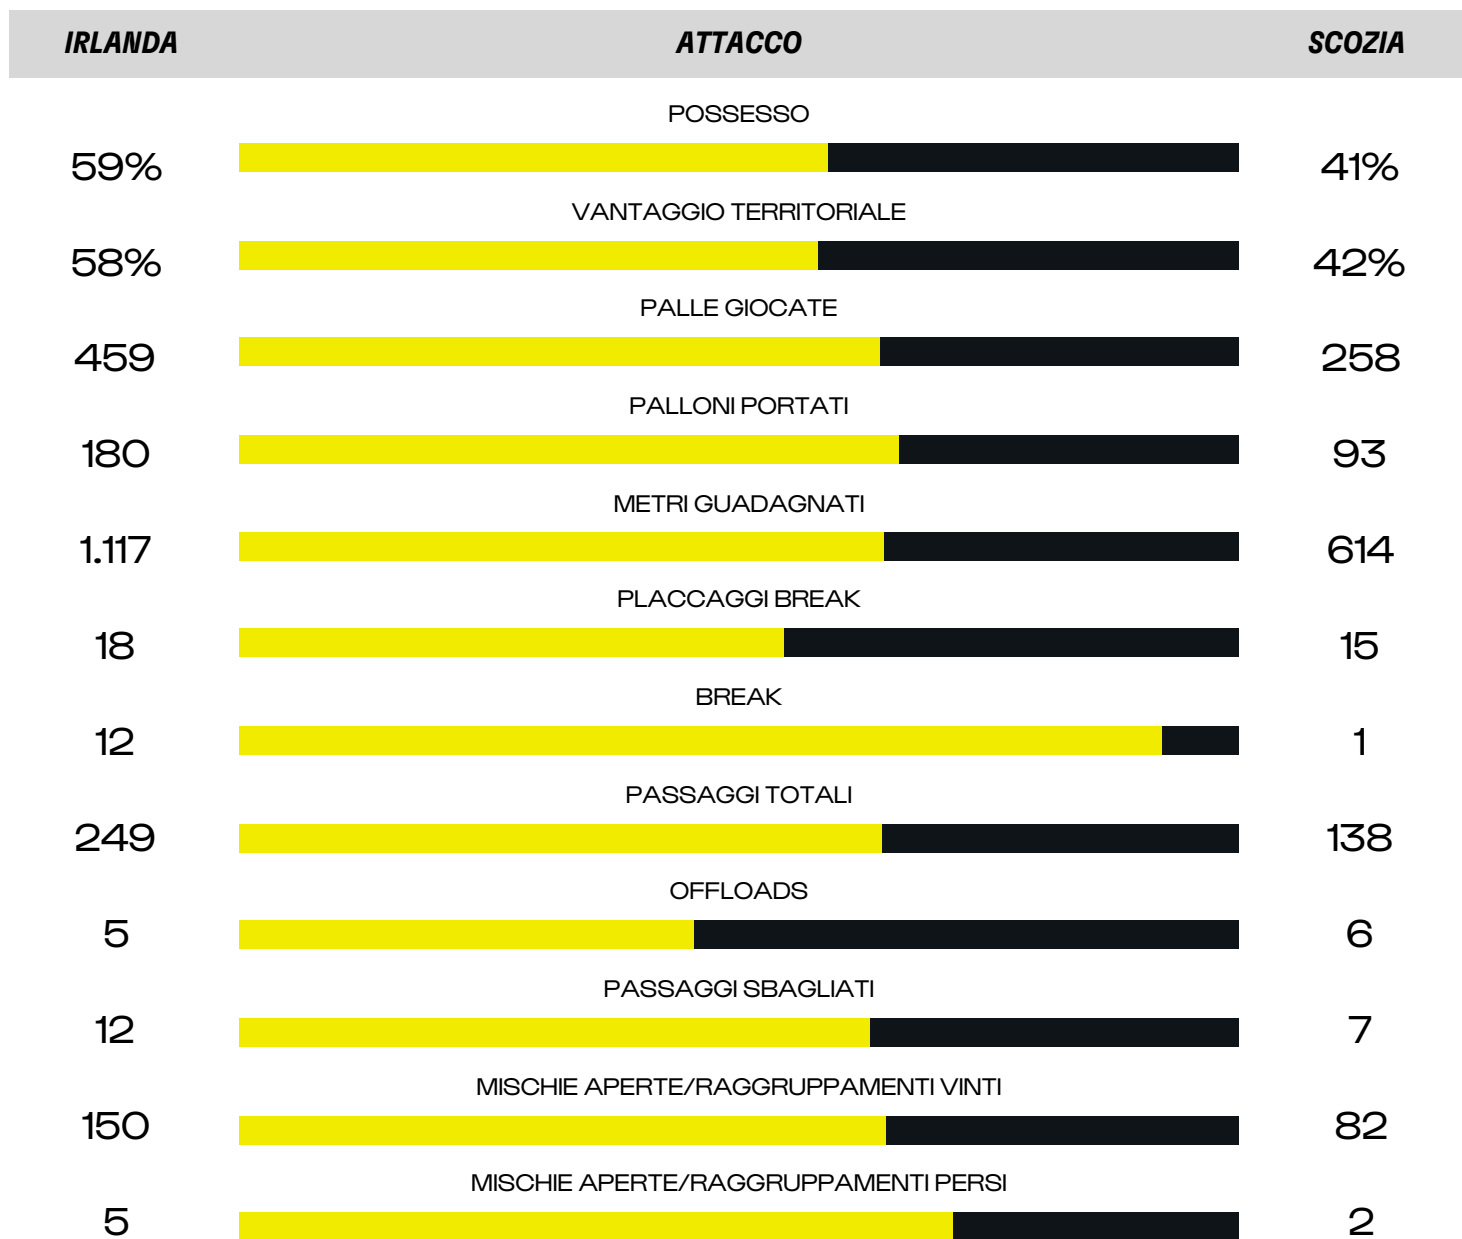 IRLANDA ATTACCO SCOZIA
POSSESSO
59% 41%
VANTAGGIO TERRITORIALE
58% 42%
PALLE GIOCATE
459 258
PALLONI PORTATI
180 93
METRI GUADAGNATI
1.117 614
PLACCAGGI BREAK
18 15
BREAK
12 1
PASSAGGI TOTALI
249 138
OFFLOADS
5 6
PASSAGGI SBAGLIATI
12 7
MISCHIE APERTE/RAGGRUPPAMENTI VINTI
150 82
MISCHIE APERTE/RAGGRUPPAMENTI PERSI
5 2